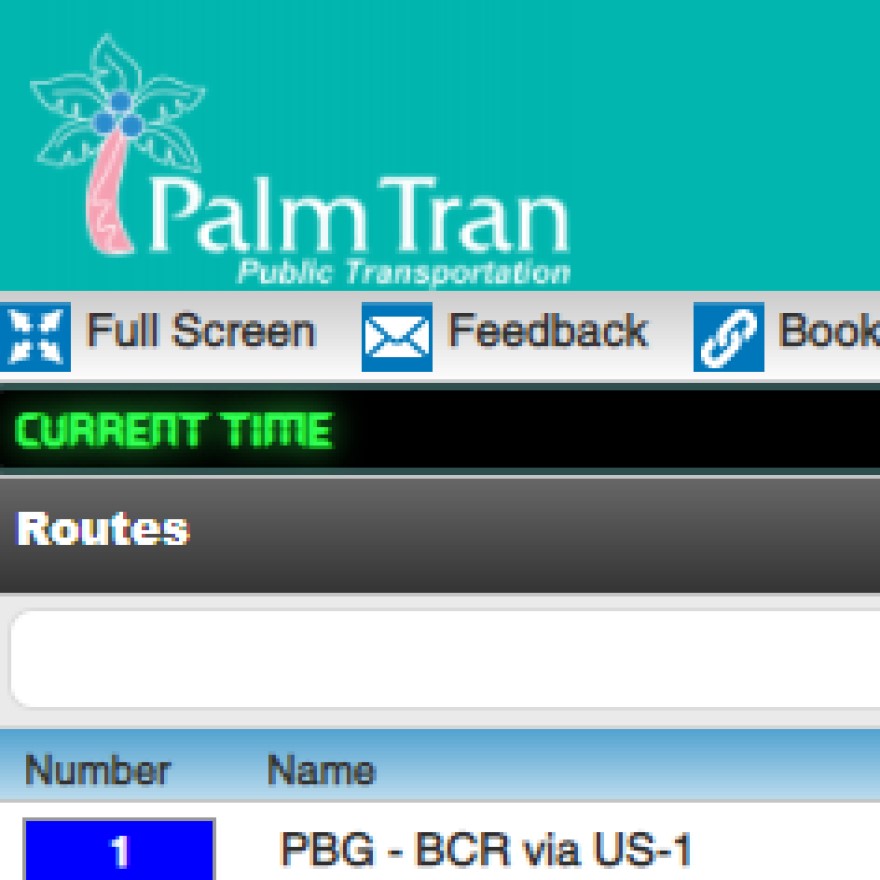 Palm Tran
Public Transportation
Full Screen Feedback Book
CURRENT TIME
Routes
Number Name
1 PBG - BCR via US-1